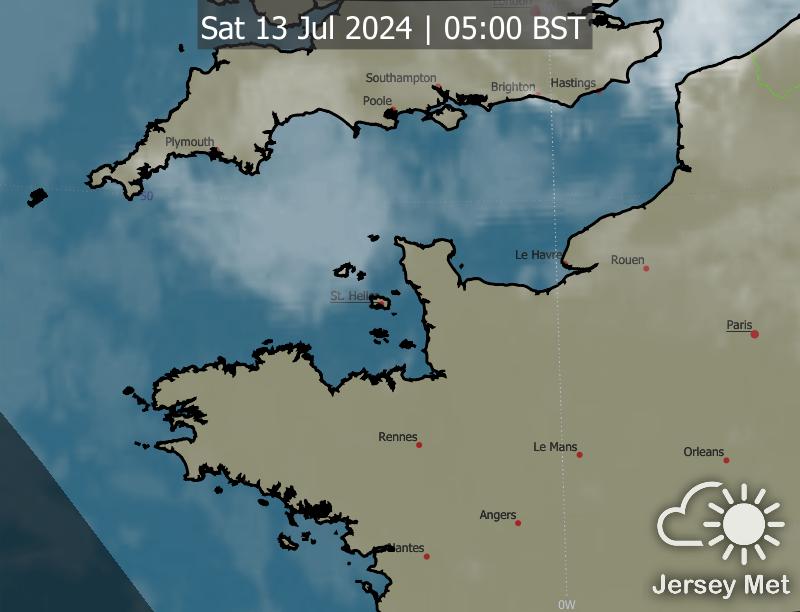 London
Sat 13 Jul 2024 | 05:00 BST
Southampton
Brighton
Hastings
Poole
Plymouth
50
Le Havre
Rouen
St. Helier
Paris
Rennes
Le Mans
Orleans
Angers
Nantes
Jersey Met
0W